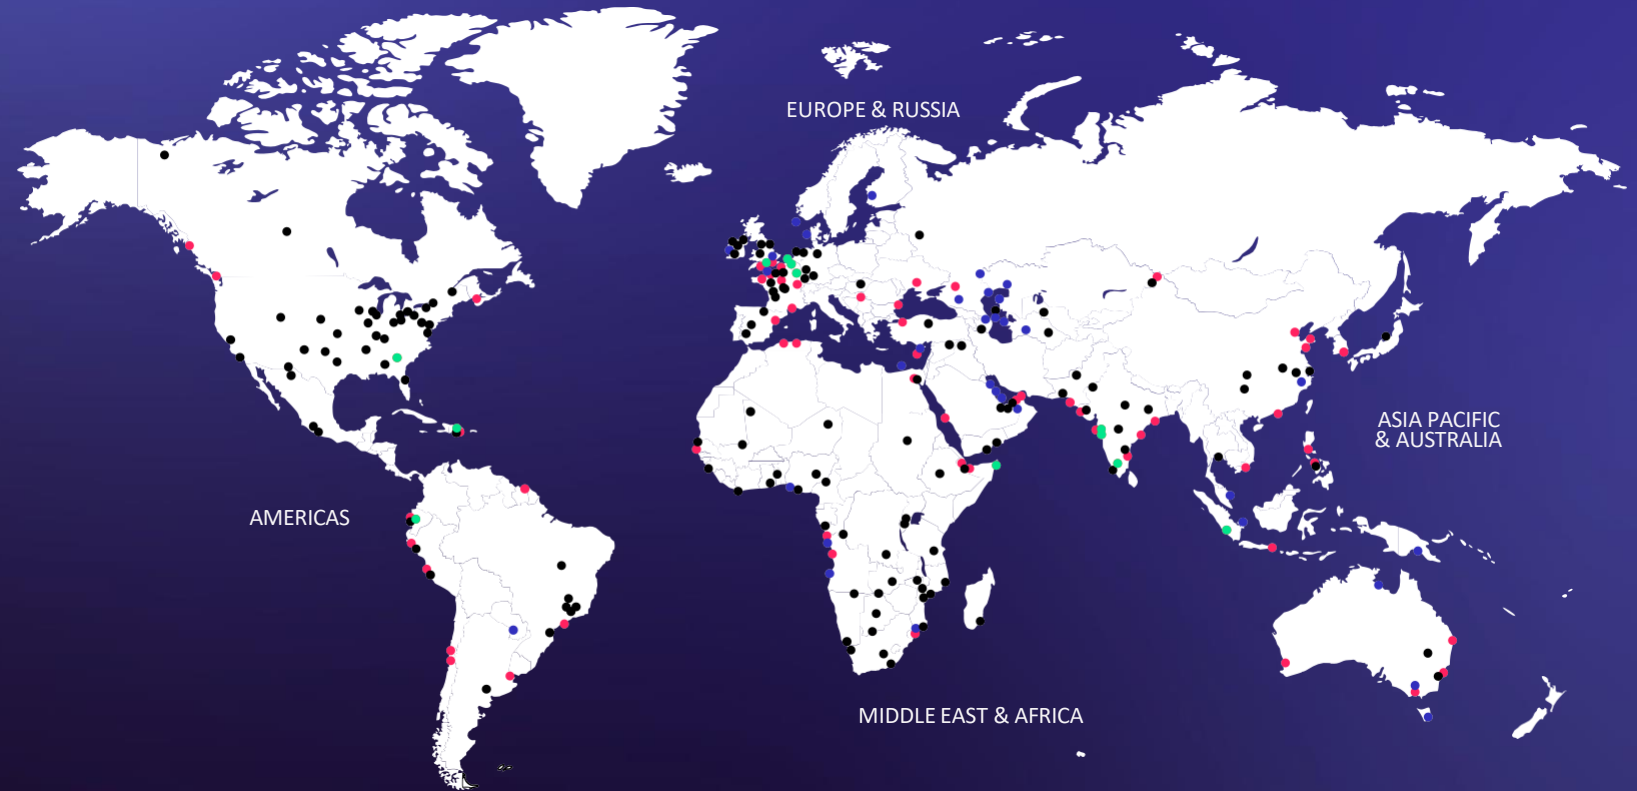 EUROPE & RUSSIA
ASIA PACIFIC
& AUSTRALIA
AMERICAS
MIDDLE EAST & AFRICA